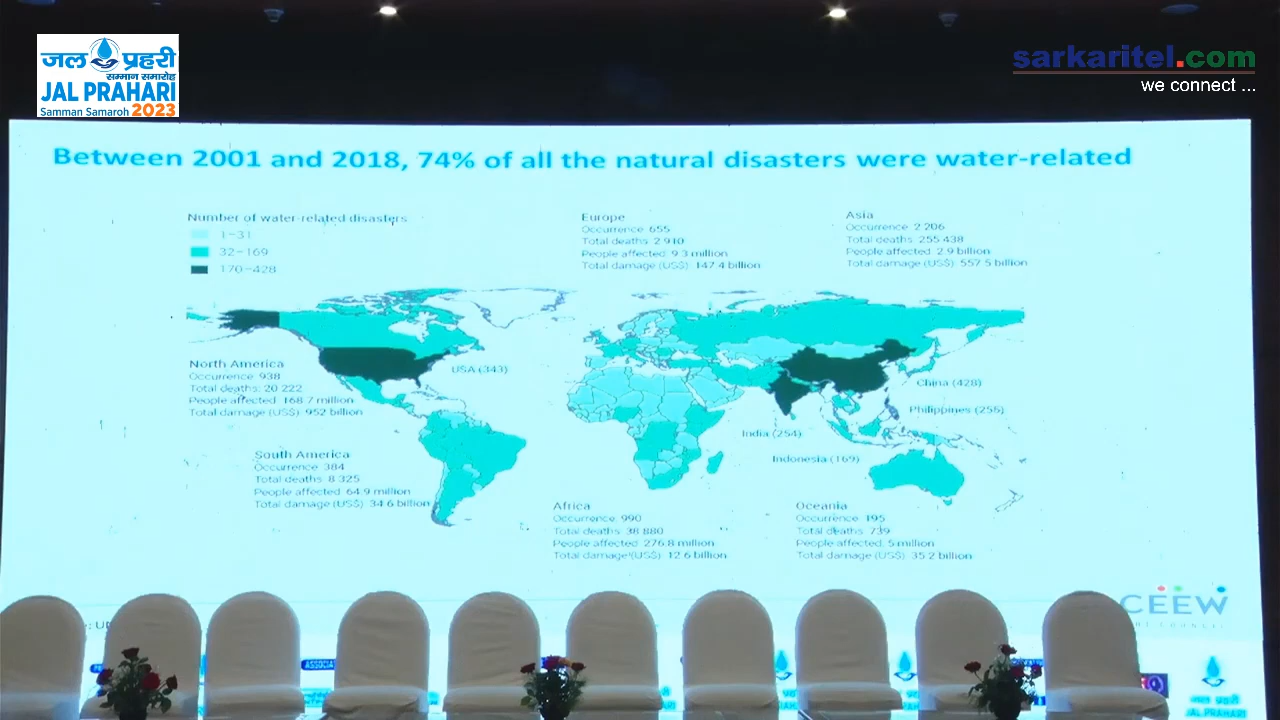 जल प्रहरी
सम्मान समारोह
JAL PRAHARI
Samman Samaroh 2023
sarkaritel.com
we connect ...
Between 2001 and 2018, 74% of all the natural disasters were water-related
Number of water-related disasters
1–31
32–169
170–428
Europe
Occurrence 655
Total deaths: 2 910
People affected: 9.3 million
Total damage (US$): 147.4 billion
Asia
Occurrence: 2 206
Total deaths: 255 438
People affected: 2.9 billion
Total damage (US$): 557.5 billion
North America
Occurrence: 938
Total deaths: 20 222
People affected: 168.7 million
Total damage (US$): 952 billion
USA (343)
China (428)
Philippines (255)
India (254)
Indonesia (169)
South America
Occurrence: 384
Total deaths: 8 325
People affected: 64.9 million
Total damage (US$): 34.6 billion
Africa
Occurrence: 990
Total deaths: 38 880
People affected: 276.8 million
Total damage (US$): 12.6 billion
Oceania
Occurrence: 195
Total deaths: 739
People affected: 5 million
Total damage (US$): 35.2 billion
CEEW
THE COUNCIL
जल प्रहरी
JAL PRAHARI